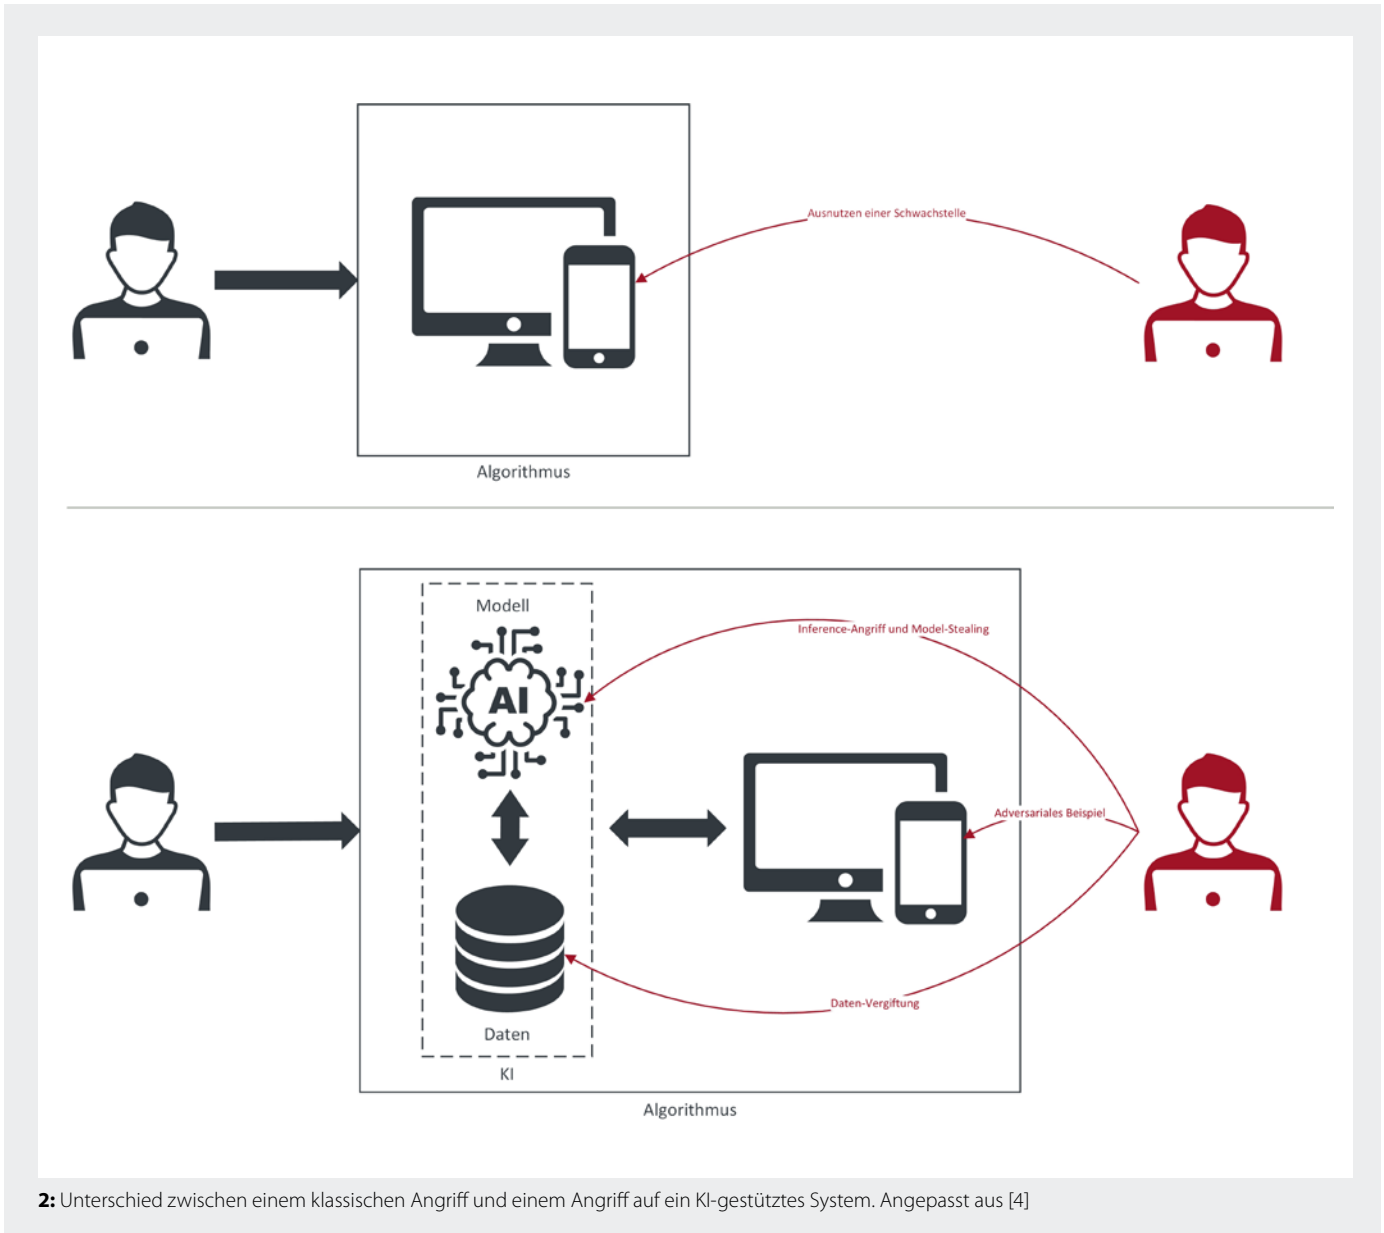 Ausnutzen einer Schwachstelle
Algorithmus
Modell
AI
Inference-Angriff und Model-Stealing
Adversariales Beispiel
Daten-Vergiftung
Daten
KI
Algorithmus
2: Unterschied zwischen einem klassischen Angriff und einem Angriff auf ein KI-gestütztes System. Angepasst aus [4]